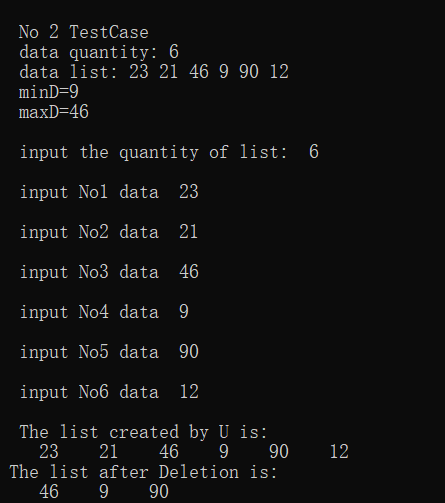 No 2 TestCase
data quantity: 6
data list: 23 21 46 9 90 12
minD=9
maxD=46
input the quantity of list:  6
input No1 data  23
input No2 data  21
input No3 data  46
input No4 data  9
input No5 data  90
input No6 data  12
The list created by U is:
23    21    46    9    90    12
The list after Deletion is:
46    9    90